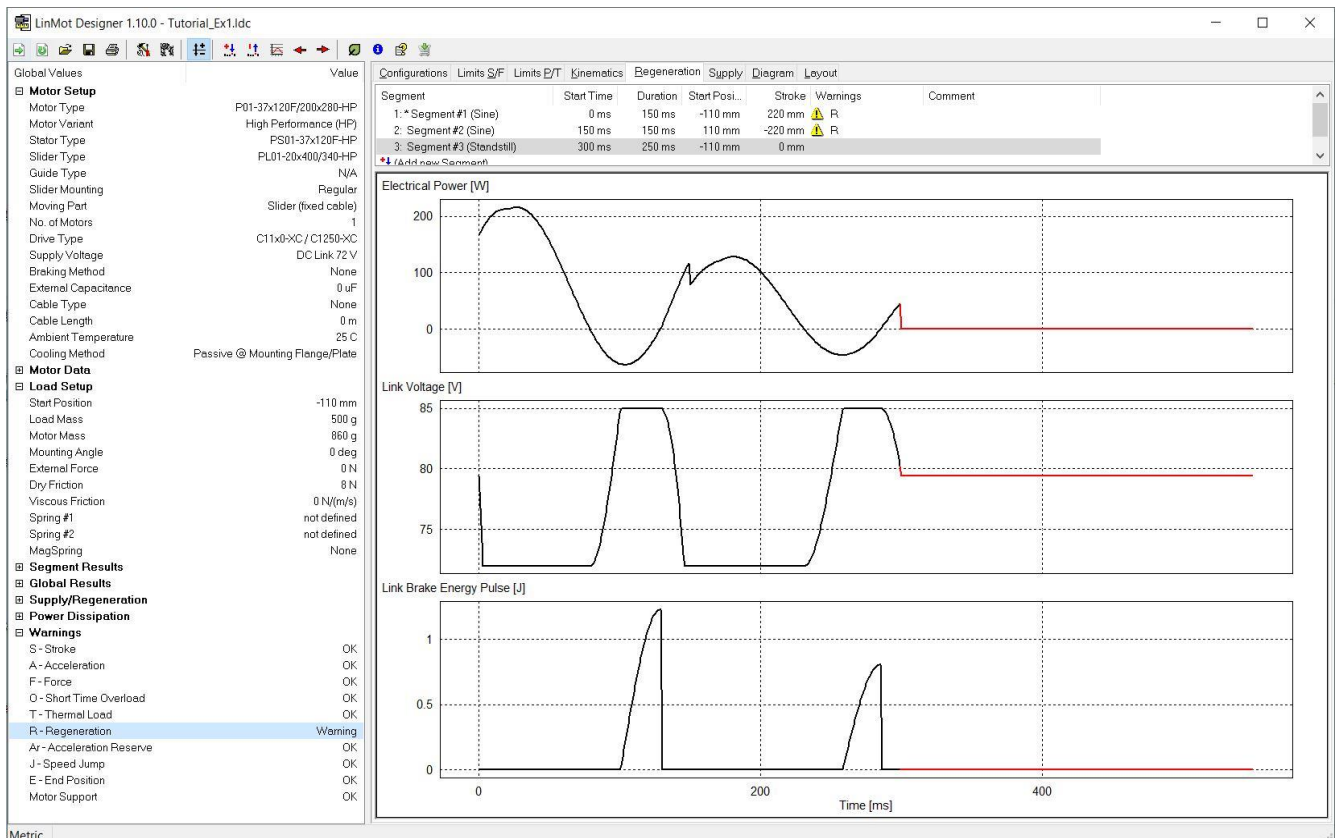 LinMot Designer 1.10.0 - Tutorial_Ex1.ldc
Global Values Value
Motor Setup
Motor Type P01-37x120F/200x280-HP
Motor Variant High Performance (HP)
Stator Type PS01-37x120F-HP
Slider Type PL01-20x400/340-HP
Guide Type N/A
Slider Mounting Regular
Moving Part Slider (fixed cable)
No. of Motors 1
Drive Type C11x0-XC / C1250-XC
Supply Voltage DC Link 72 V
Braking Method None
External Capacitance 0 uF
Cable Type None
Cable Length 0 m
Ambient Temperature 25 C
Cooling Method Passive @ Mounting Flange/Plate
Motor Data
Load Setup
Start Position -110 mm
Load Mass 500 g
Motor Mass 860 g
Mounting Angle 0 deg
External Force 0 N
Dry Friction 8 N
Viscous Friction 0 N/(m/s)
Spring #1 not defined
Spring #2 not defined
MagSpring None
Segment Results
Global Results
Supply/Regeneration
Power Dissipation
Warnings
S - Stroke OK
A - Acceleration OK
F - Force OK
O - Short Time Overload OK
T - Thermal Load OK
R - Regeneration Warning
Ar - Acceleration Reserve OK
J - Speed Jump OK
E - End Position OK
Motor Support OK
Configurations Limits S/F Limits P/T Kinematics Regeneration Supply Diagram Layout
Segment Start Time Duration Start Posi... Stroke Warnings Comment
1: * Segment #1 (Sine) 0 ms 150 ms -110 mm 220 mm R
2: Segment #2 (Sine) 150 ms 150 ms 110 mm -220 mm R
3: Segment #3 (Standstill) 300 ms 250 ms -110 mm 0 mm
(Add new Segment)
Electrical Power [W]
200
100
0
Link Voltage [V]
85
80
75
Link Brake Energy Pulse [J]
1
0.5
0
0 200 400
Time [ms]
Metric